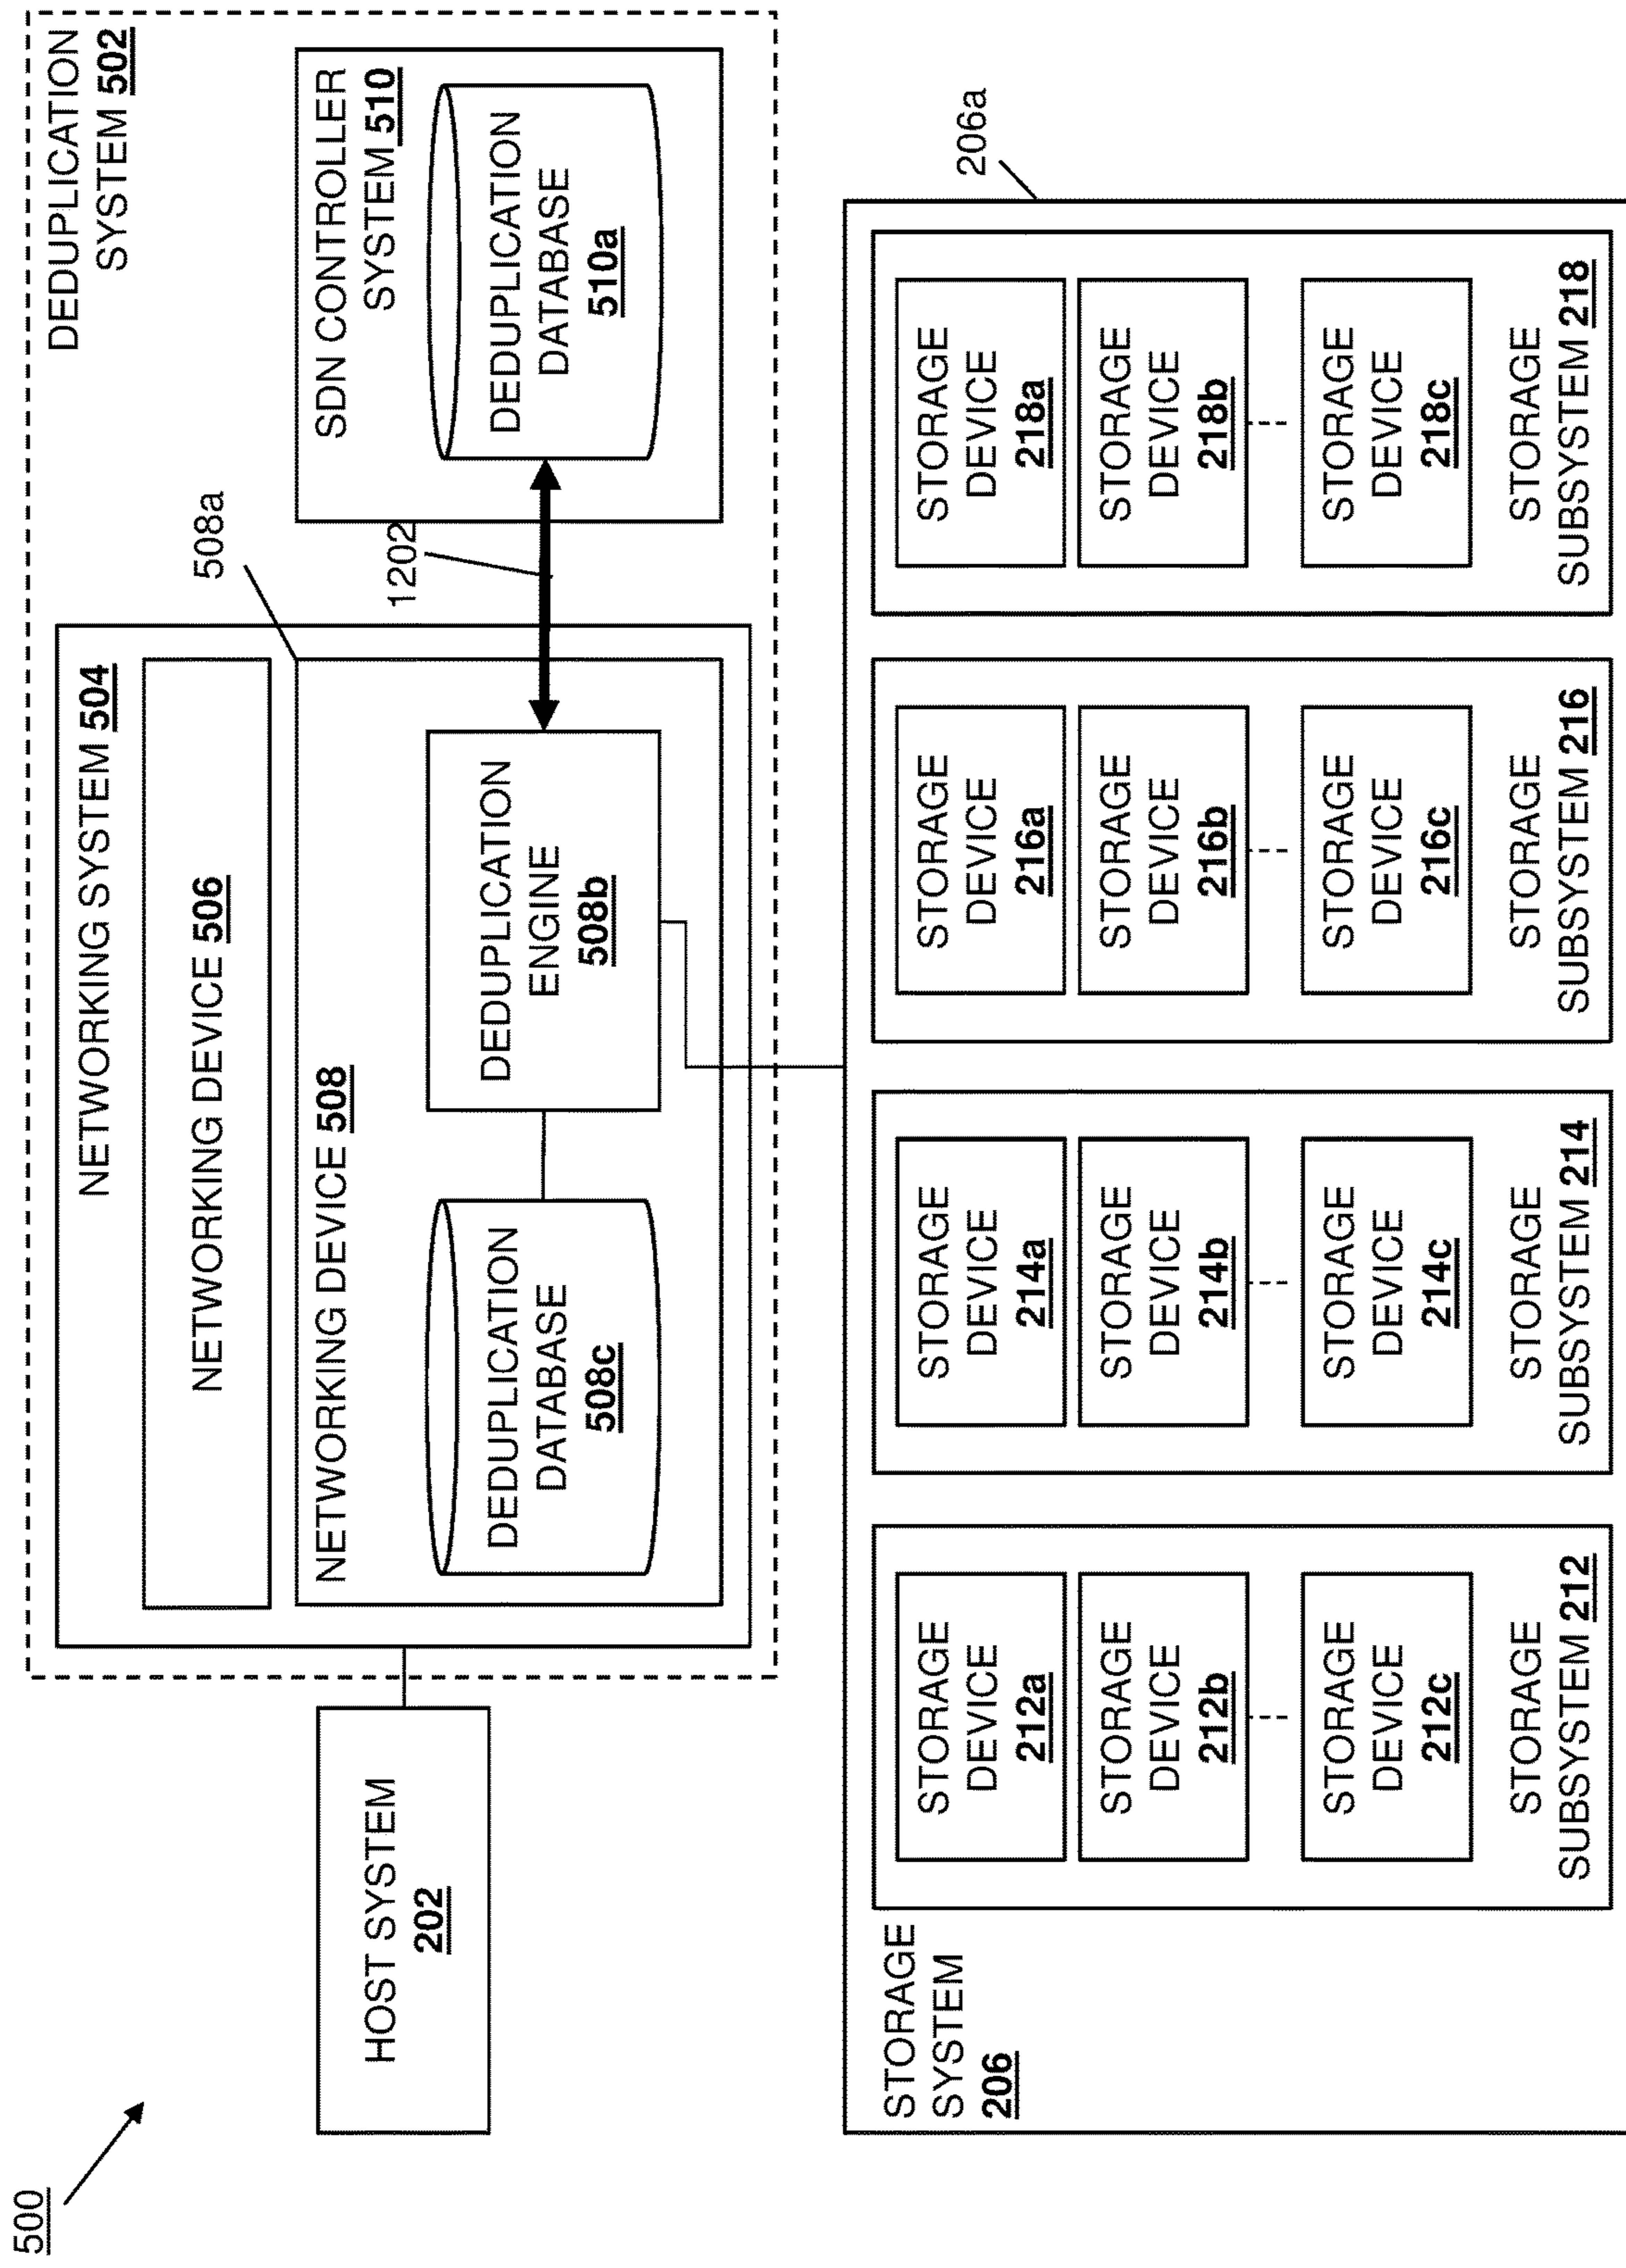 500
DEDUPLICATION
SYSTEM 502
NETWORKING SYSTEM 504
NETWORKING DEVICE 506
508a
NETWORKING DEVICE 508
DEDUPLICATION
DATABASE
508c
DEDUPLICATION
ENGINE
508b
1202
SDN CONTROLLER
SYSTEM 510
DEDUPLICATION
DATABASE
510a
HOST SYSTEM
202
206a
STORAGE
SYSTEM
206
STORAGE
DEVICE
212a
STORAGE
DEVICE
212b
STORAGE
DEVICE
212c
STORAGE
SUBSYSTEM 212
STORAGE
DEVICE
214a
STORAGE
DEVICE
214b
STORAGE
DEVICE
214c
STORAGE
SUBSYSTEM 214
STORAGE
DEVICE
216a
STORAGE
DEVICE
216b
STORAGE
DEVICE
216c
STORAGE
SUBSYSTEM 216
STORAGE
DEVICE
218a
STORAGE
DEVICE
218b
STORAGE
DEVICE
218c
STORAGE
SUBSYSTEM 218